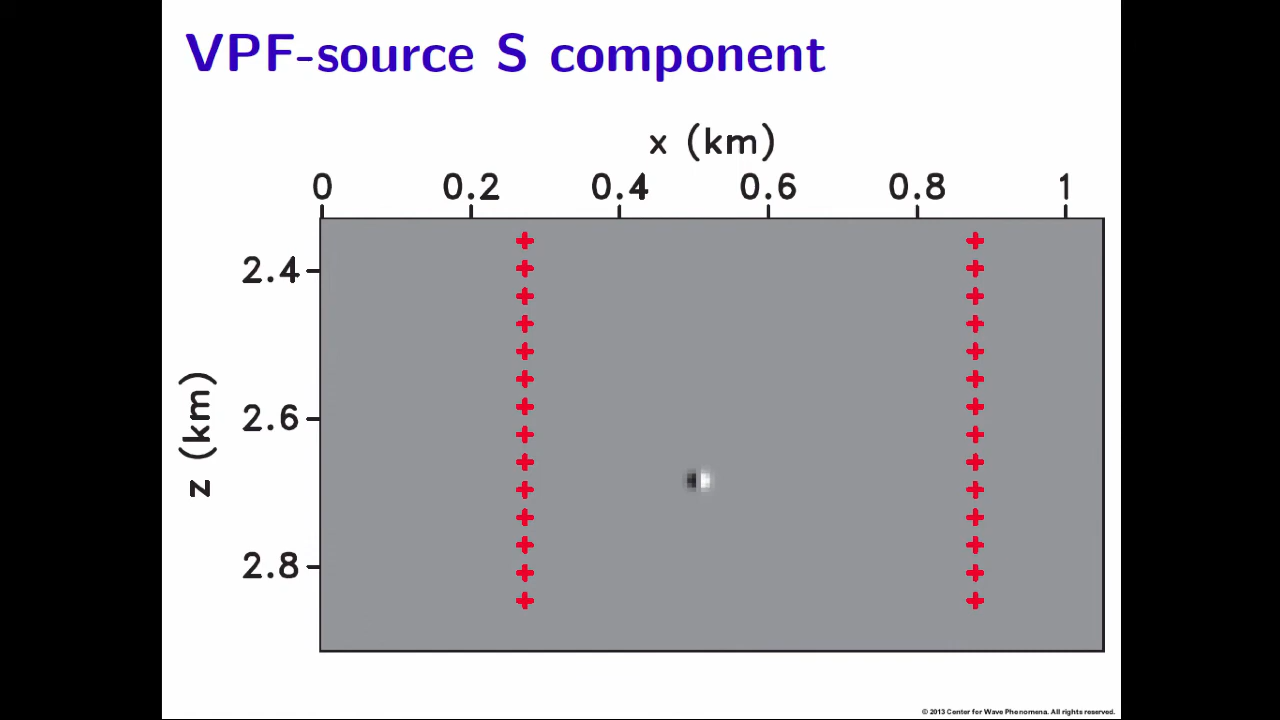 VPF-source S component
x (km)
0 0.2 0.4 0.6 0.8 1
2.4
2.6
2.8
z (km)
© 2013 Center for Wave Phenomena. All rights reserved.